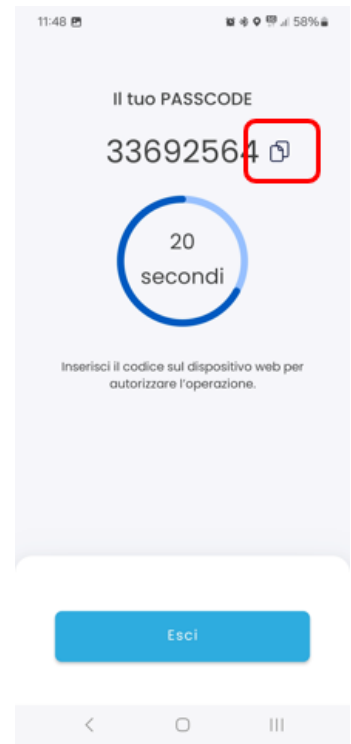 11:48
58%
Il tuo PASSCODE
33692564
20
secondi
Inserisci il codice sul dispositivo web per
autorizzare l'operazione.
Esci